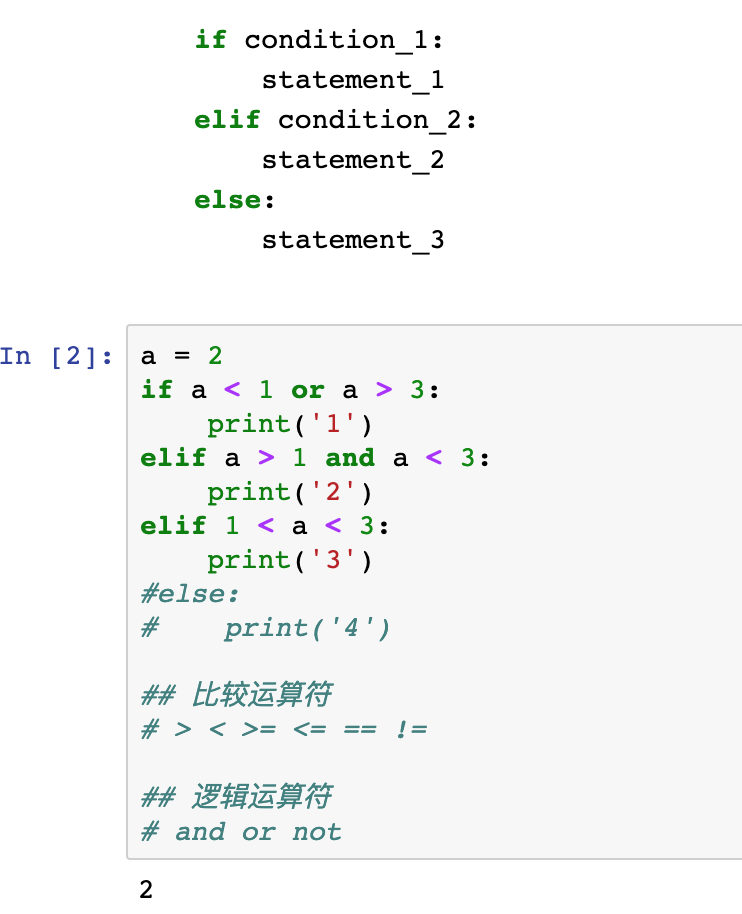 if condition_1:
    statement_1
elif condition_2:
    statement_2
else:
    statement_3
In [2]: a = 2
if a < 1 or a > 3:
    print('1')
elif a > 1 and a < 3:
    print('2')
elif 1 < a < 3:
    print('3')
#else:
#    print('4')
## 比较运算符
# > < >= <= == !=
## 逻辑运算符
# and or not
2